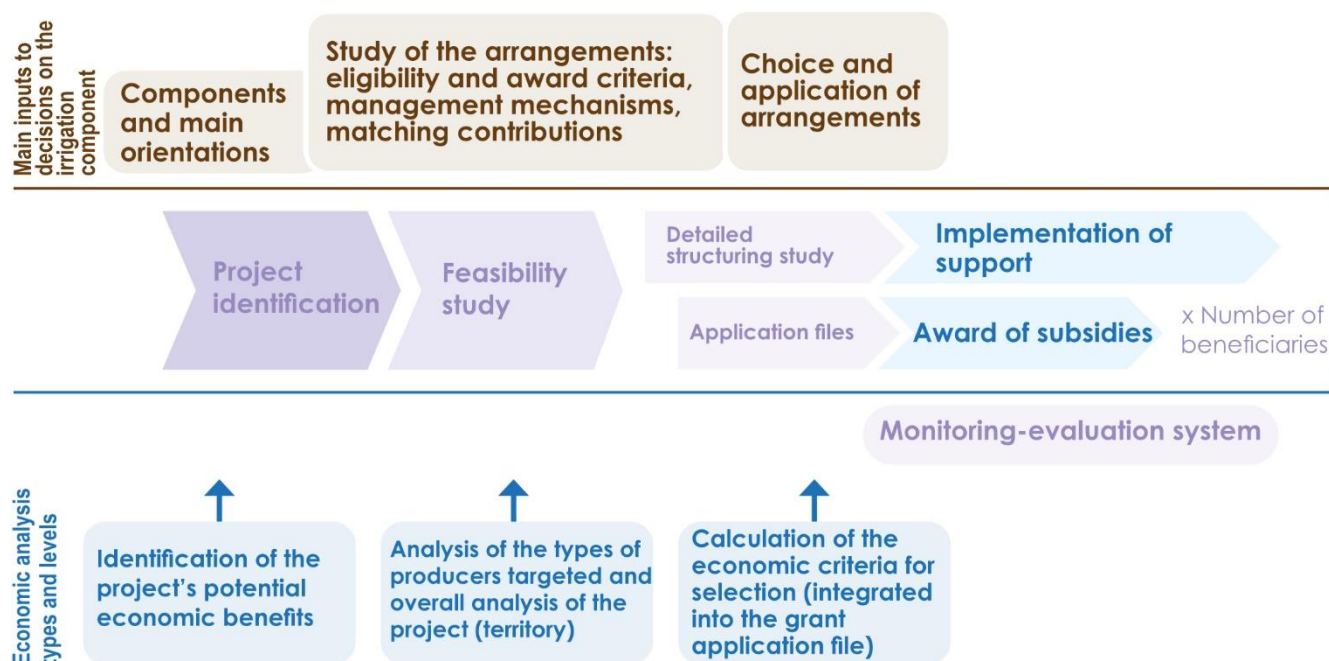 Main inputs to
decisions on the
irrigation
component
Components
and main
orientations
Study of the arrangements:
eligibility and award criteria,
management mechanisms,
matching contributions
Choice and
application of
arrangements
Project
identification
Feasibility
study
Detailed
structuring study
Implementation of
support
Application files
Award of subsidies
x Number of
beneficiaries
Monitoring-evaluation system
Economic analysis
types and levels
Identification of the
project’s potential
economic benefits
Analysis of the types of
producers targeted and
overall analysis of the
project (territory)
Calculation of the
economic criteria for
selection (integrated
into the grant
application file)